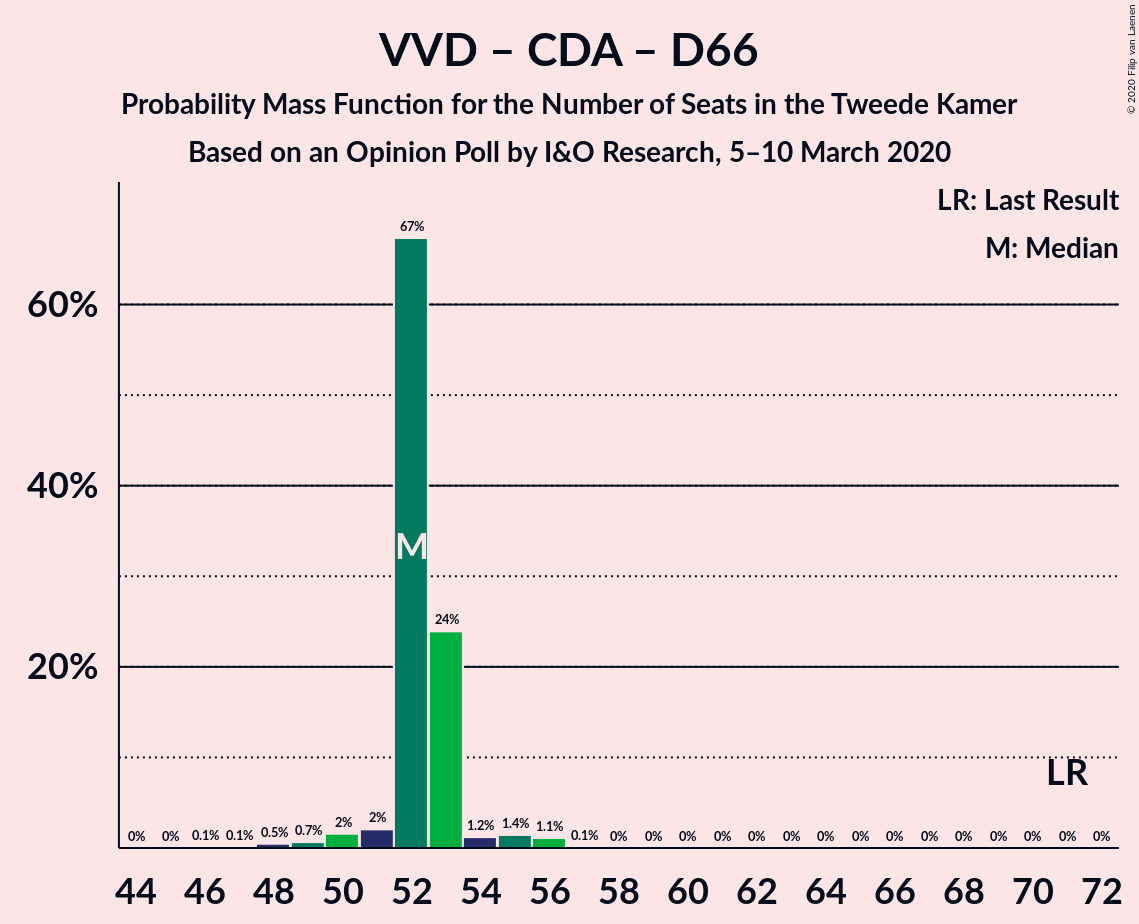 VVD – CDA – D66
Probability Mass Function for the Number of Seats in the Tweede Kamer
Based on an Opinion Poll by I&O Research, 5–10 March 2020
© 2020 Filip van Laenen
LR: Last Result
M: Median
60%
40%
20%
0% 0% 0.1% 0.1% 0.5% 0.7% 2% 2% 67% 24% 1.2% 1.4% 1.1% 0.1% 0% 0% 0% 0% 0% 0% 0% 0% 0% 0% 0% 0% 0% 0% 0%
M
LR
44 46 48 50 52 54 56 58 60 62 64 66 68 70 72